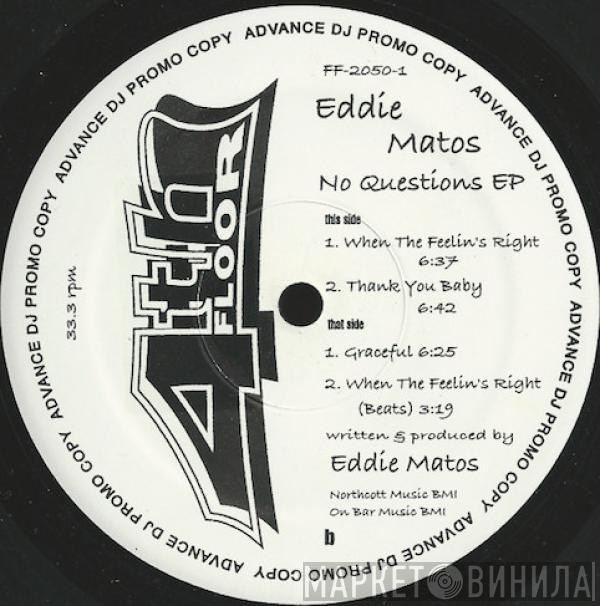 ADVANCE DJ PROMO COPY ADVANCE DJ PROMO COPY ADVANCE DJ PROMO COPY ADVANCE DJ PROMO COPY ADVANCE DJ PROMO COPY ADVANCE DJ PROMO COPY
FF-2050-1
Eddie
Matos
No Questions EP
this side
1. When The Feelin's Right
6:37
2. Thank You Baby
6:42
that side
1. Graceful 6:25
2. When The Feelin's Right
(Beats) 3:19
written & produced by
Eddie Matos
Northcott Music BMI
On Bar Music BMI
b
33.3 rpm
4th
FLOOR
МАРКЕТ ВИНИЛА